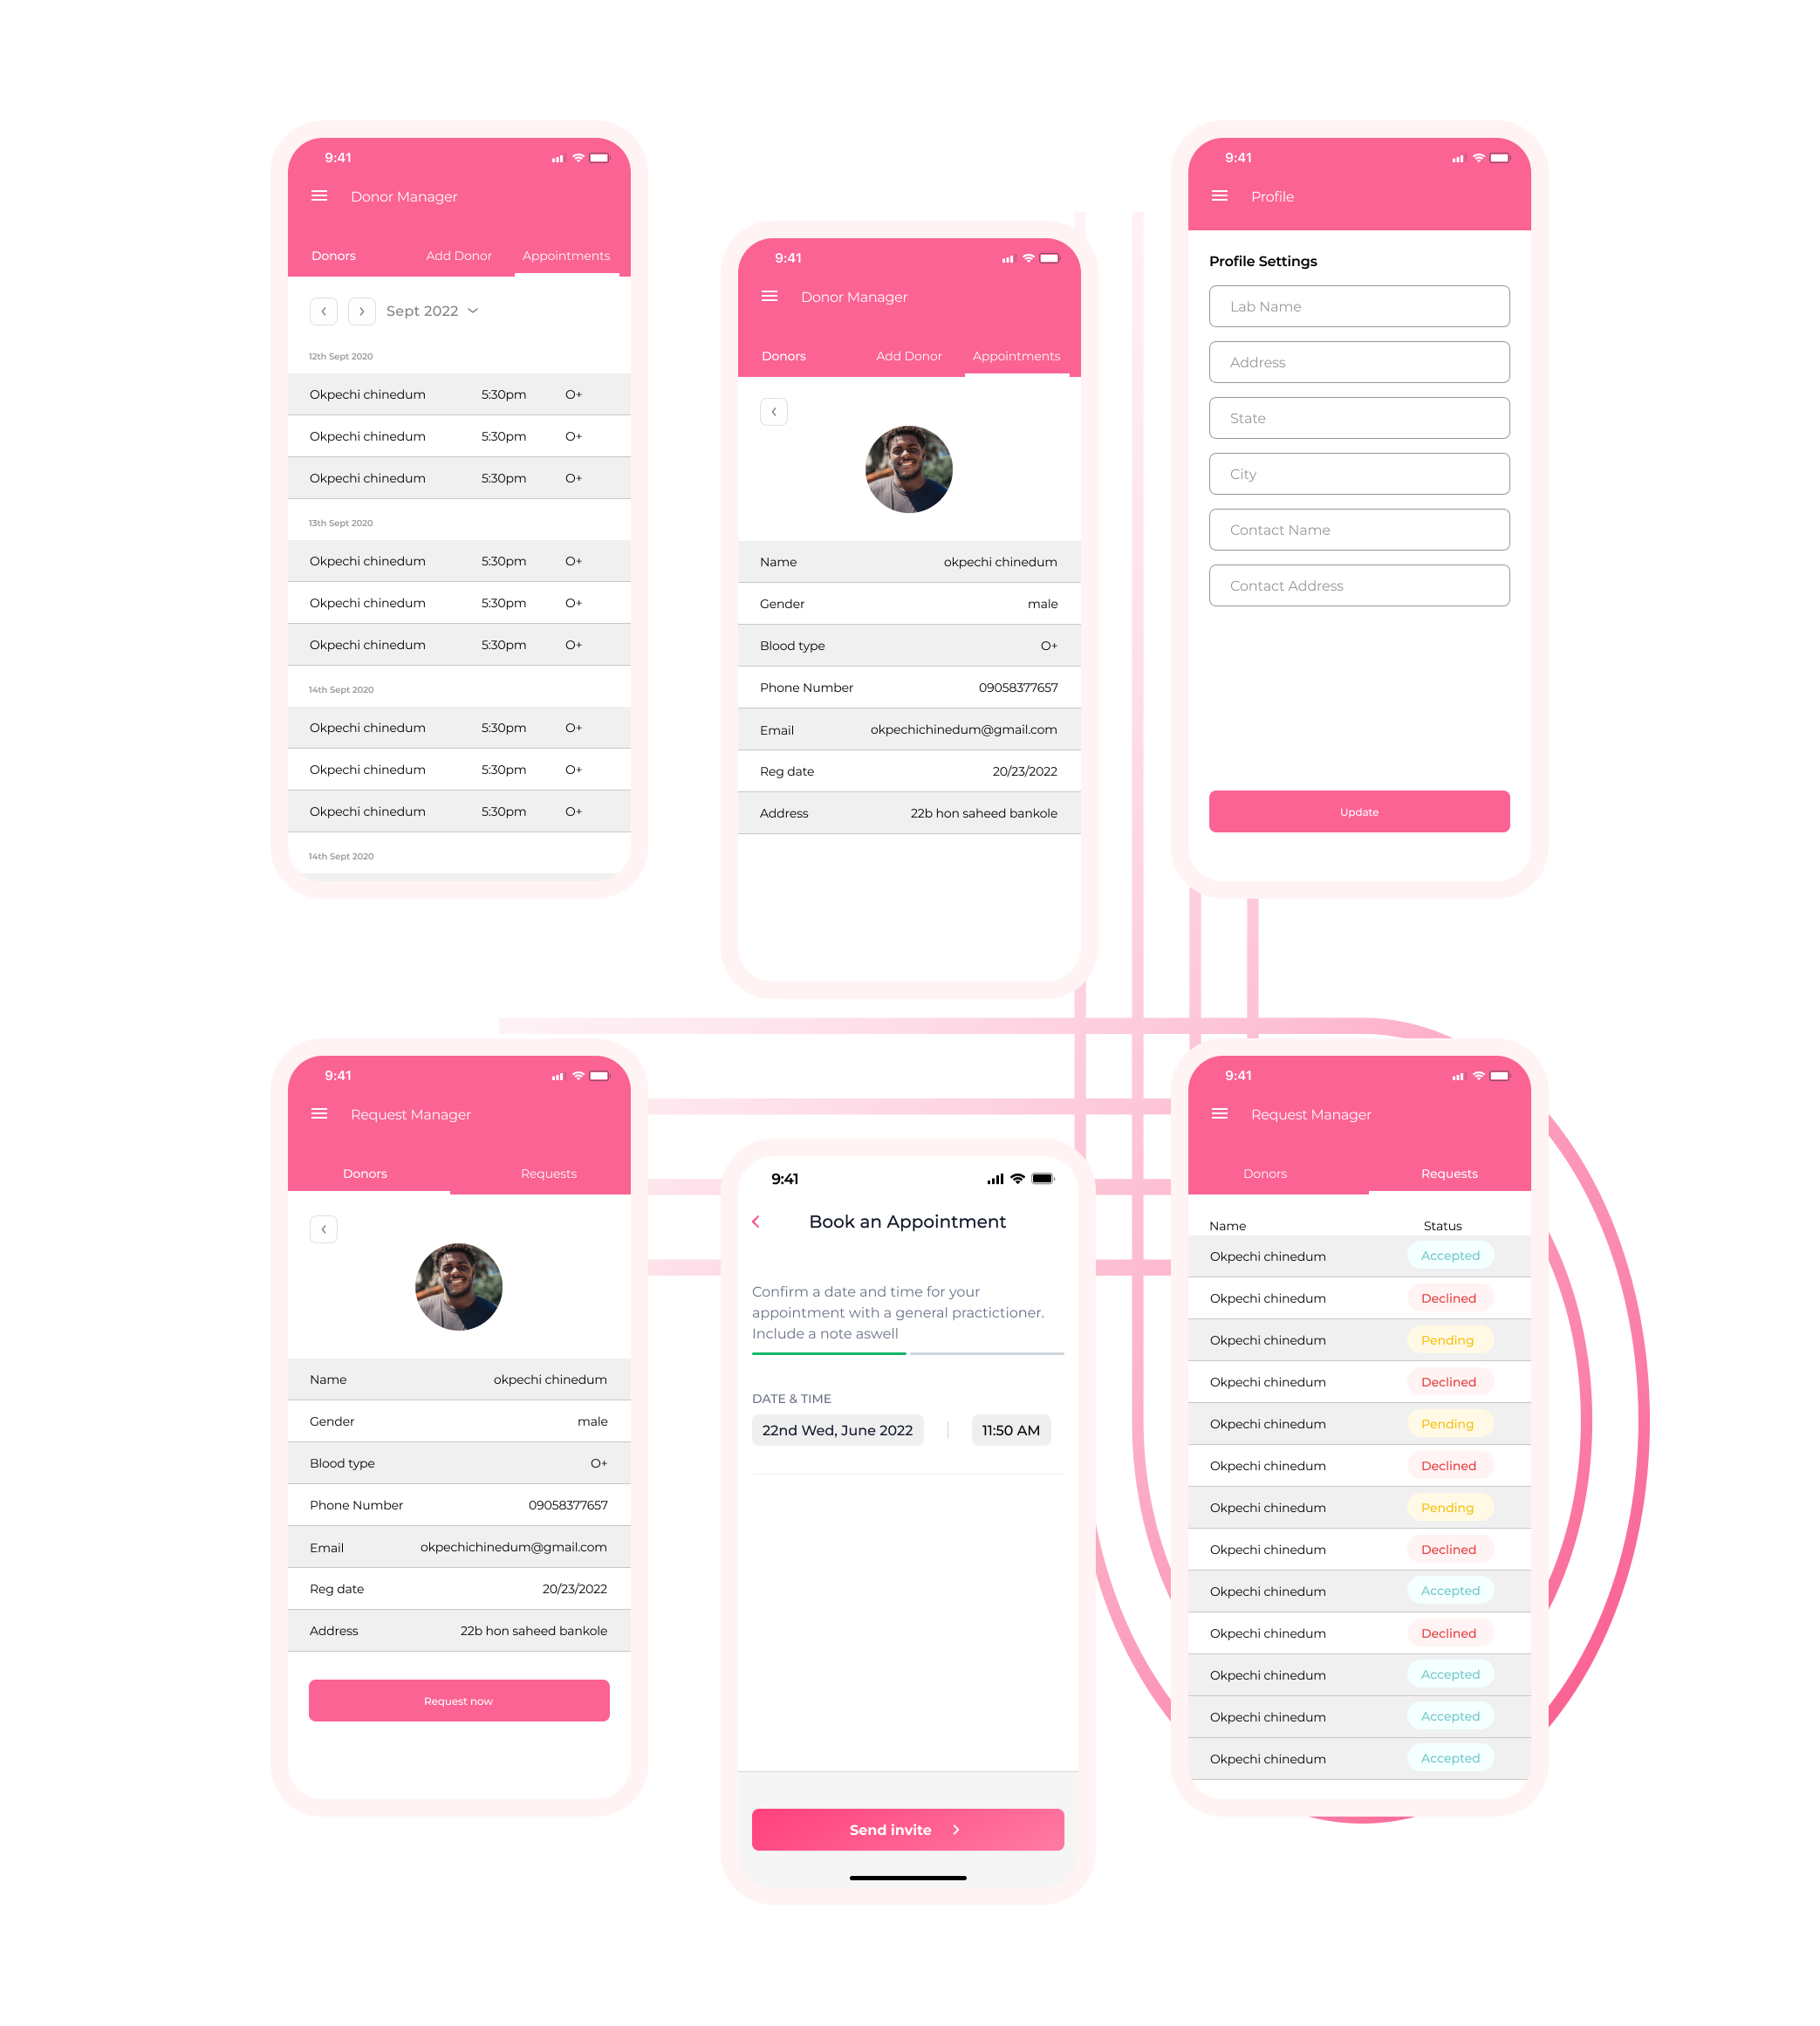 9:41
Donor Manager
Donors Add Donor Appointments
Sept 2022
12th Sept 2020
Okpechi chinedum 5:30pm O+
Okpechi chinedum 5:30pm O+
Okpechi chinedum 5:30pm O+
13th Sept 2020
Okpechi chinedum 5:30pm O+
Okpechi chinedum 5:30pm O+
Okpechi chinedum 5:30pm O+
14th Sept 2020
Okpechi chinedum 5:30pm O+
Okpechi chinedum 5:30pm O+
Okpechi chinedum 5:30pm O+
14th Sept 2020
9:41
Donor Manager
Donors Add Donor Appointments
Name okpechi chinedum
Gender male
Blood type O+
Phone Number 09058377657
Email okpechichinedum@gmail.com
Reg date 20/23/2022
Address 22b hon saheed bankole
9:41
Profile
Profile Settings
Lab Name
Address
State
City
Contact Name
Contact Address
Update
9:41
Request Manager
Donors Requests
Name okpechi chinedum
Gender male
Blood type O+
Phone Number 09058377657
Email okpechichinedum@gmail.com
Reg date 20/23/2022
Address 22b hon saheed bankole
Request now
9:41
Book an Appointment
Confirm a date and time for your
appointment with a general practictioner.
Include a note aswell
DATE & TIME
22nd Wed, June 2022 11:50 AM
Send invite
9:41
Request Manager
Donors Requests
Name Status
Okpechi chinedum Accepted
Okpechi chinedum Declined
Okpechi chinedum Pending
Okpechi chinedum Declined
Okpechi chinedum Pending
Okpechi chinedum Declined
Okpechi chinedum Pending
Okpechi chinedum Declined
Okpechi chinedum Accepted
Okpechi chinedum Declined
Okpechi chinedum Accepted
Okpechi chinedum Accepted
Okpechi chinedum Accepted